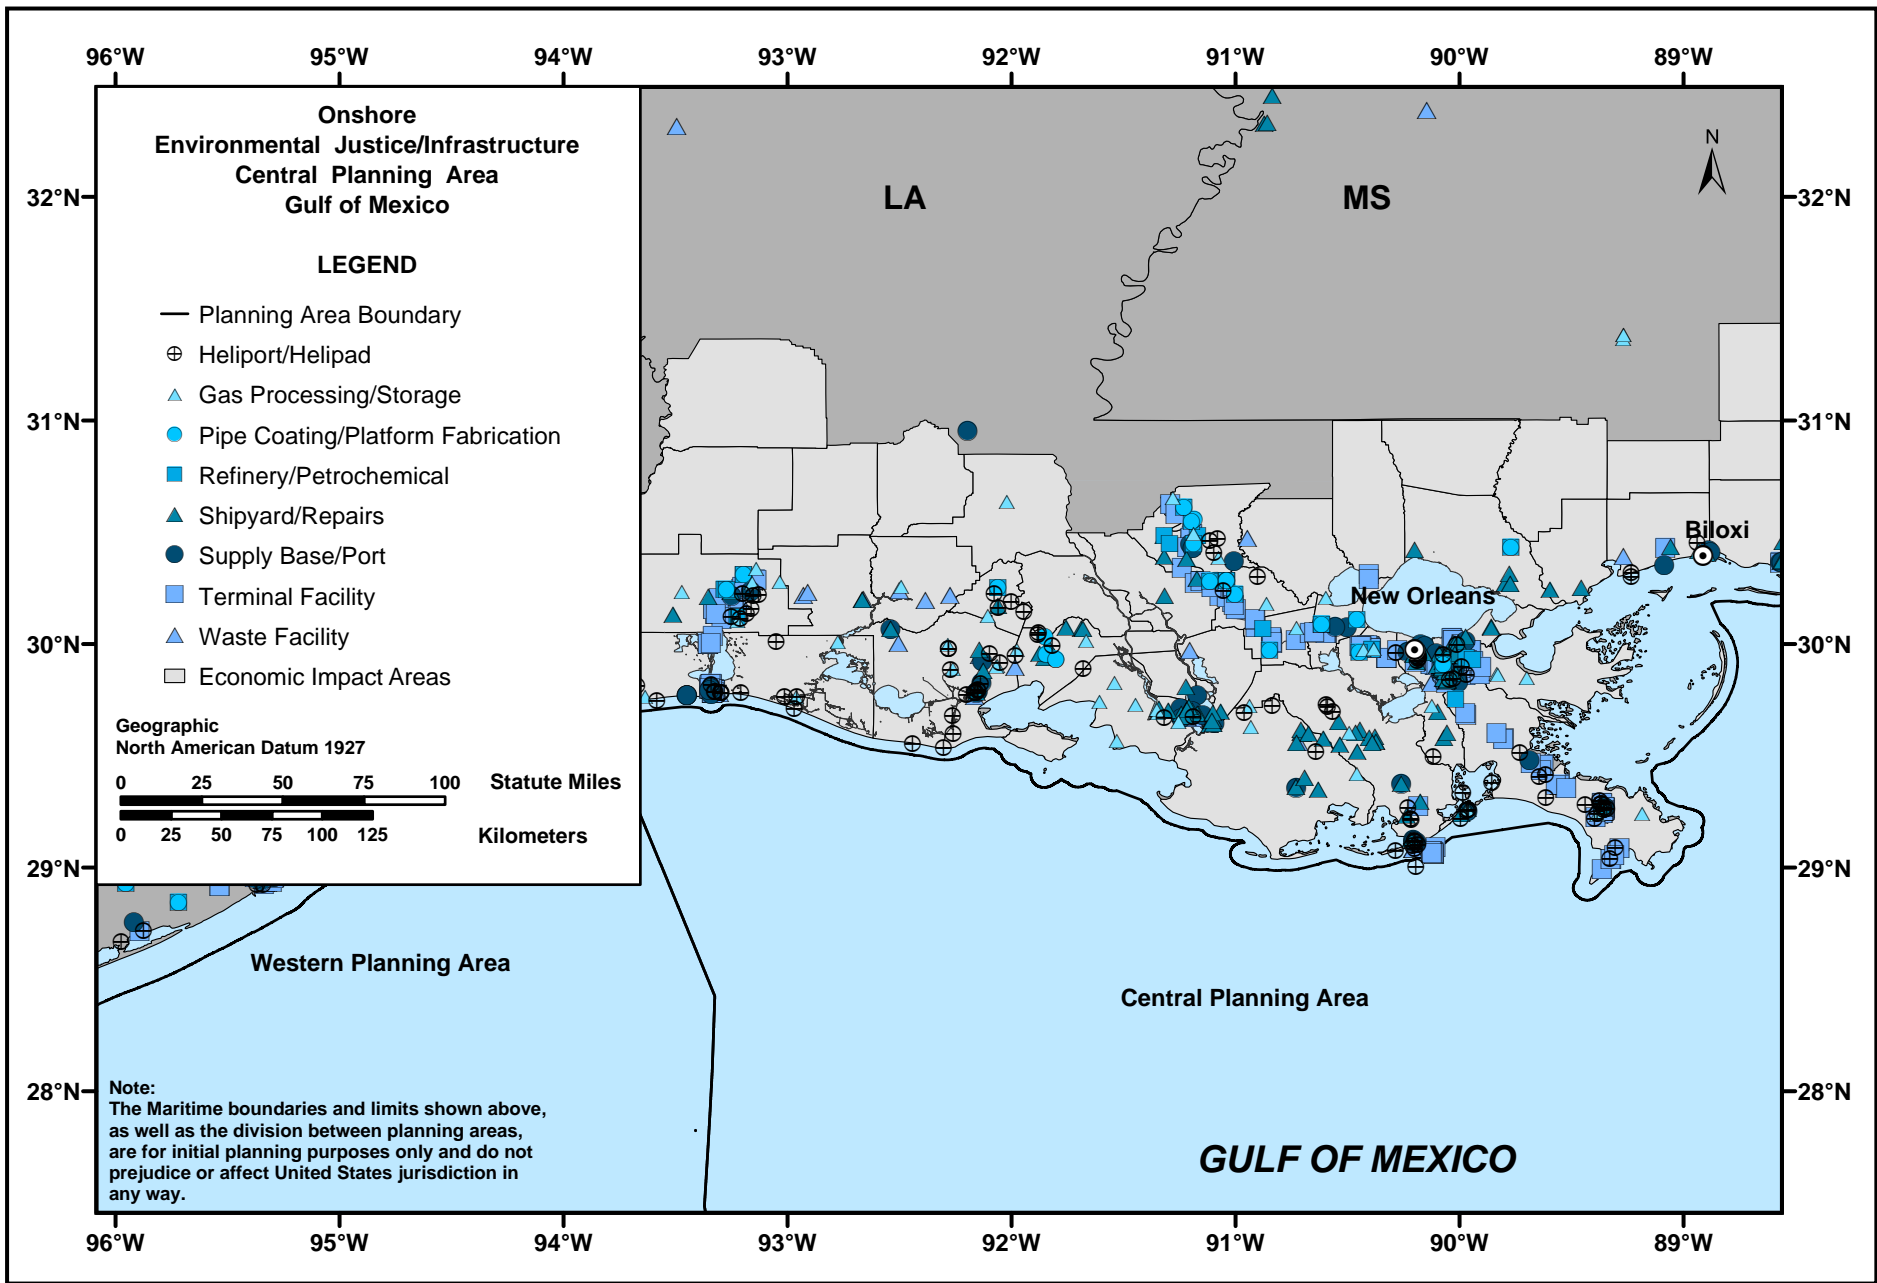 96°W 95°W 94°W 93°W 92°W 91°W 90°W 89°W
Onshore
Environmental Justice/Infrastructure
Central Planning Area
Gulf of Mexico
LEGEND
Planning Area Boundary
Heliport/Helipad
Gas Processing/Storage
Pipe Coating/Platform Fabrication
Refinery/Petrochemical
Shipyard/Repairs
Supply Base/Port
Terminal Facility
Waste Facility
Economic Impact Areas
Geographic
North American Datum 1927
0 25 50 75 100 Statute Miles
0 25 50 75 100 125 Kilometers
N
LA MS
32°N 32°N
31°N 31°N
Biloxi
New Orleans
30°N 30°N
29°N 29°N
Western Planning Area
Central Planning Area
28°N 28°N
Note:
The Maritime boundaries and limits shown above,
as well as the division between planning areas,
are for initial planning purposes only and do not
prejudice or affect United States jurisdiction in
any way.
GULF OF MEXICO
96°W 95°W 94°W 93°W 92°W 91°W 90°W 89°W